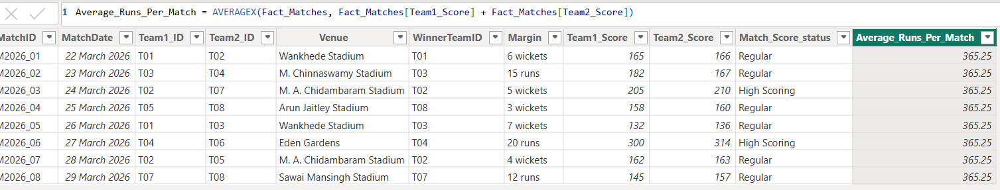 1 Average_Runs_Per_Match = AVERAGEX(Fact_Matches, Fact_Matches[Team1_Score] + Fact_Matches[Team2_Score])
MatchID MatchDate Team1_ID Team2_ID Venue WinnerTeamID Margin Team1_Score Team2_Score Match_Score_status Average_Runs_Per_Match
M2026_01 22 March 2026 T01 T02 Wankhede Stadium T01 6 wickets 165 166 Regular 365.25
M2026_02 23 March 2026 T03 T04 M. Chinnaswamy Stadium T03 15 runs 182 167 Regular 365.25
M2026_03 24 March 2026 T02 T07 M. A. Chidambaram Stadium T02 5 wickets 205 210 High Scoring 365.25
M2026_04 25 March 2026 T05 T08 Arun Jaitley Stadium T08 3 wickets 158 160 Regular 365.25
M2026_05 26 March 2026 T01 T03 Wankhede Stadium T03 7 wickets 132 136 Regular 365.25
M2026_06 27 March 2026 T04 T06 Eden Gardens T04 20 runs 300 314 High Scoring 365.25
M2026_07 28 March 2026 T02 T05 M. A. Chidambaram Stadium T02 4 wickets 162 163 Regular 365.25
M2026_08 29 March 2026 T07 T08 Sawai Mansingh Stadium T07 12 runs 145 157 Regular 365.25